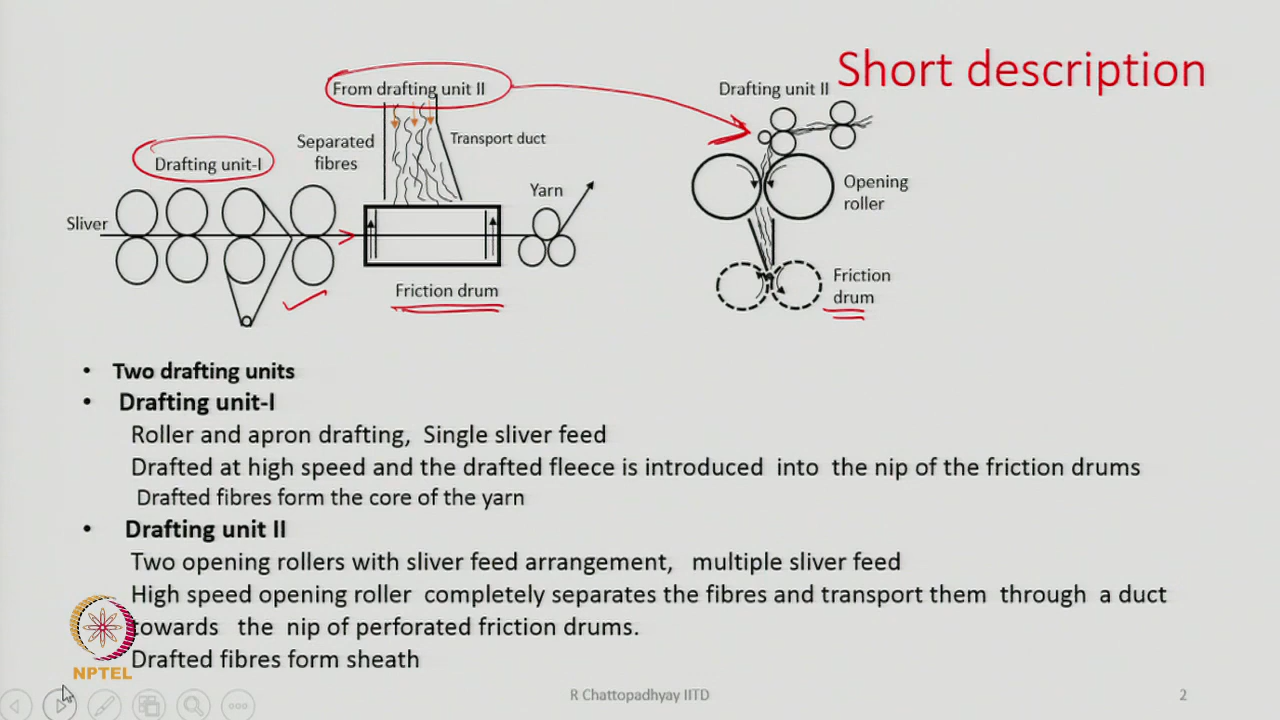 Short description
From drafting unit II
Drafting unit II
Drafting unit-I
Separated
fibres
Transport duct
Yarn
Sliver
Opening
roller
Friction drum
Friction
drum
• Two drafting units
• Drafting unit-I
Roller and apron drafting, Single sliver feed
Drafted at high speed and the drafted fleece is introduced into the nip of the friction drums
Drafted fibres form the core of the yarn
• Drafting unit II
Two opening rollers with sliver feed arrangement, multiple sliver feed
High speed opening roller completely separates the fibres and transport them through a duct
towards the nip of perforated friction drums.
Drafted fibres form sheath
NPTEL
R Chattopadhyay IITD
2